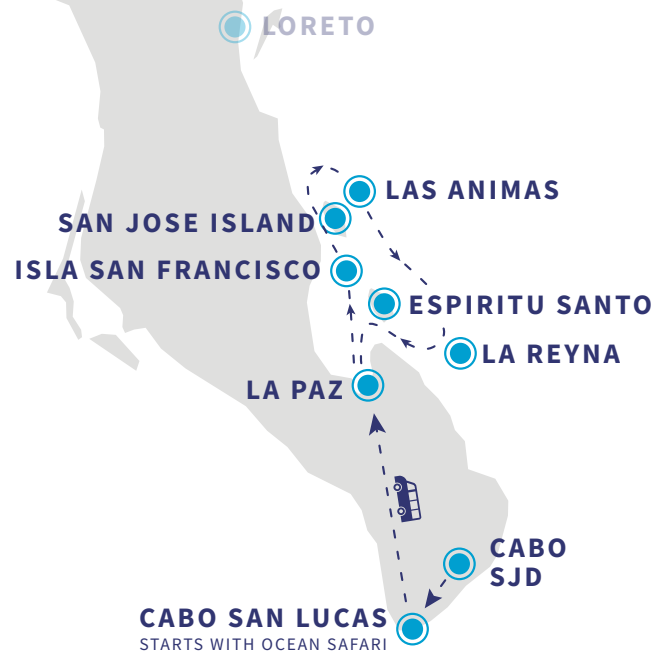 LORETO
LAS ANIMAS
SAN JOSE ISLAND
ISLA SAN FRANCISCO
ESPIRITU SANTO
LA REYNA
LA PAZ
CABO
SJD
CABO SAN LUCAS
STARTS WITH OCEAN SAFARI